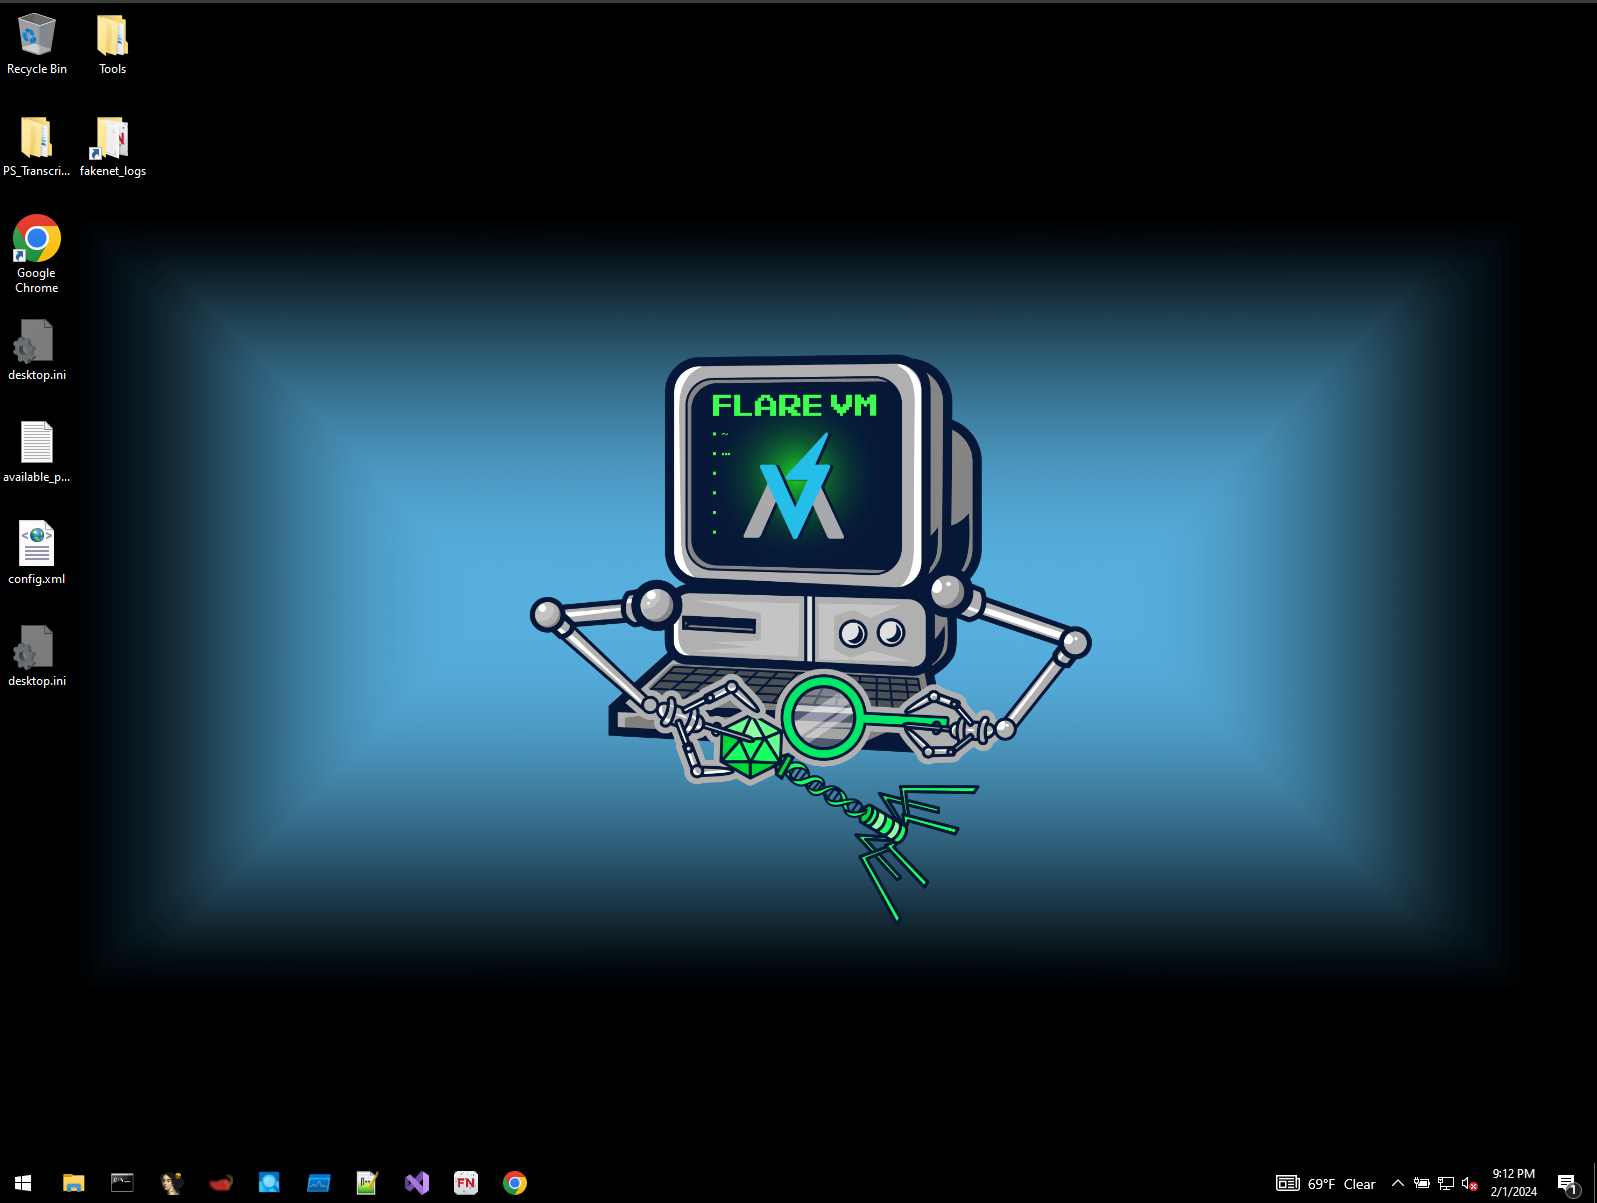 Recycle Bin
Tools
PS_Transcri...
fakenet_logs
Google
Chrome
desktop.ini
available_p...
config.xml
desktop.ini
FLARE VM
~
...
C:\_
FN
69°F Clear
9:12 PM
2/1/2024
1